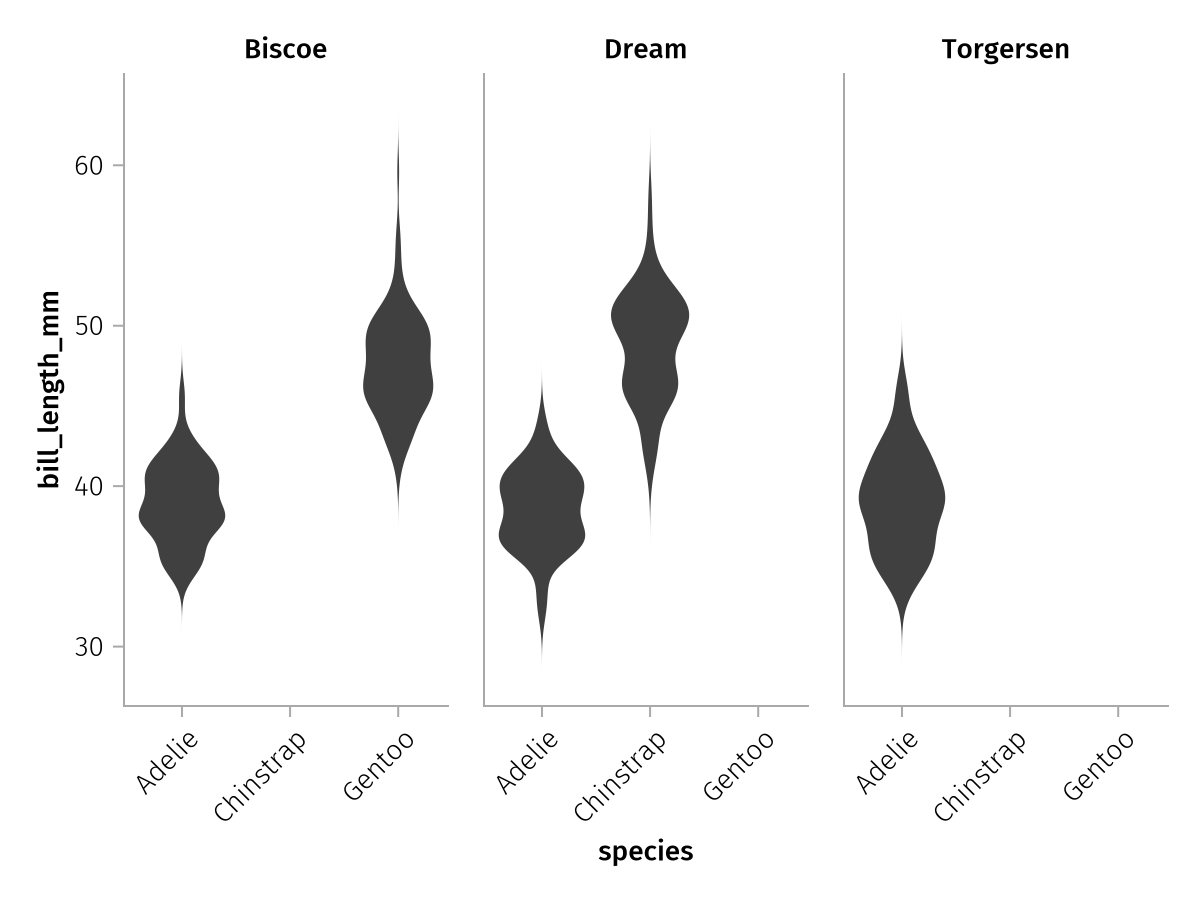 Biscoe Dream Torgersen
60
50
40
30
bill_length_mm
Adelie Chinstrap Gentoo Adelie Chinstrap Gentoo Adelie Chinstrap Gentoo
species